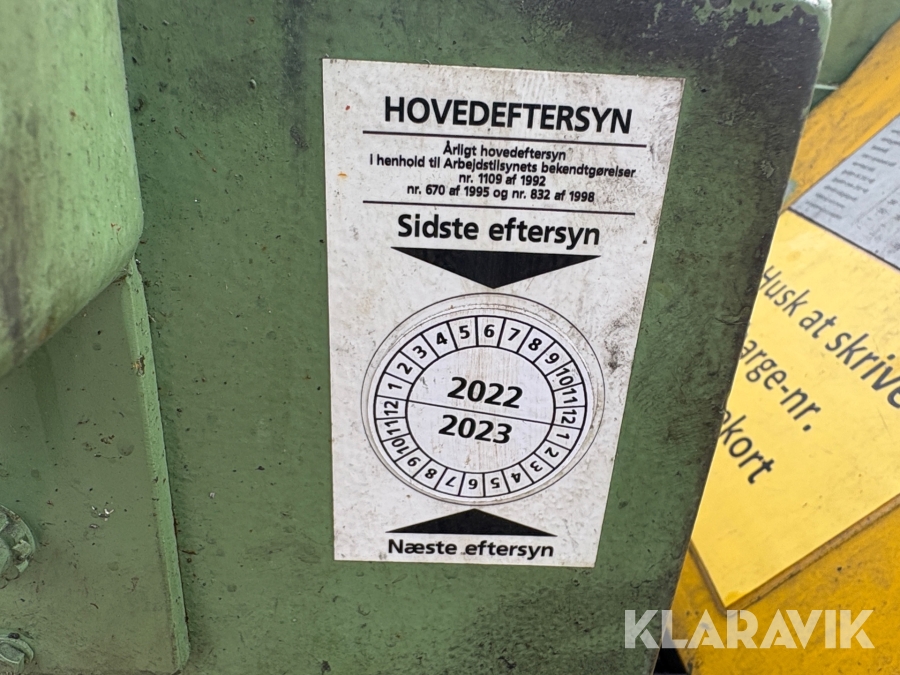 HOVEDEFTERSYN
Årligt hovedeftersyn
i henhold til Arbejdstilsynets bekendtgørelser
nr. 1109 af 1992
nr. 670 af 1995 og nr. 832 af 1998
Sidste eftersyn
1 2 3 4 5 6 7 8 9 10 11 12
2022
2023
1 2 3 4 5 6 7 8 9 10 11 12
Næste eftersyn
Husk at skrive
arge-nr.
kort
KLARAVIK